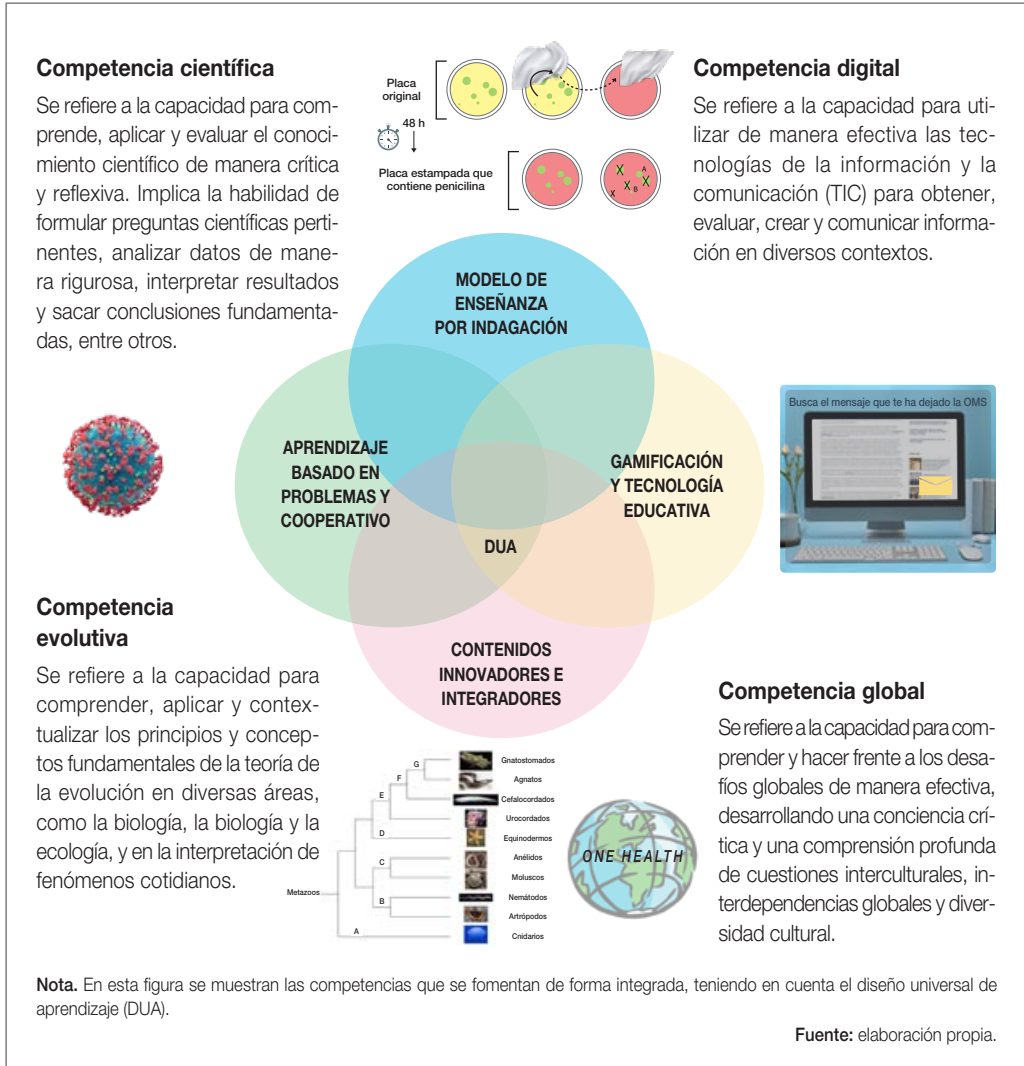 Competencia científica
Se refiere a la capacidad para com-
prende, aplicar y evaluar el conoci-
miento científico de manera crítica
y reflexiva. Implica la habilidad de
formular preguntas científicas perti-
nentes, analizar datos de mane-
ra rigurosa, interpretar resultados
y sacar conclusiones fundamenta-
das, entre otros.
Placa
original
48 h
Placa estampada que
contiene penicilina
A
B
Competencia digital
Se refiere a la capacidad para uti-
lizar de manera efectiva las tec-
nologías de la información y la
comunicación (TIC) para obtener,
evaluar, crear y comunicar informa-
ción en diversos contextos.
MODELO DE
ENSEÑANZA
POR INDAGACIÓN
APRENDIZAJE
BASADO EN
PROBLEMAS Y
COOPERATIVO
GAMIFICACIÓN
Y TECNOLOGÍA
EDUCATIVA
DUA
CONTENIDOS
INNOVADORES E
INTEGRADORES
Busca el mensaje que te ha dejado la OMS
Competencia
evolutiva
Se refiere a la capacidad para
comprender, aplicar y contex-
tualizar los principios y concep-
tos fundamentales de la teoría de
la evolución en diversas áreas,
como la biología, la biología y la
ecología, y en la interpretación de
fenómenos cotidianos.
Metazoos
A
B
C
D
E
F
G
Gnatostomados
Agnatos
Cefalocordados
Urocordados
Equinodermos
Anélidos
Moluscos
Nemátodos
Artrópodos
Cnidarios
ONE HEALTH
Competencia global
Se refiere a la capacidad para com-
prender y hacer frente a los desa-
fíos globales de manera efectiva,
desarrollando una conciencia crí-
tica y una comprensión profunda
de cuestiones interculturales, in-
terdependencias globales y diver-
sidad cultural.
Nota. En esta figura se muestran las competencias que se fomentan de forma integrada, teniendo en cuenta el diseño universal de
aprendizaje (DUA).
Fuente: elaboración propia.